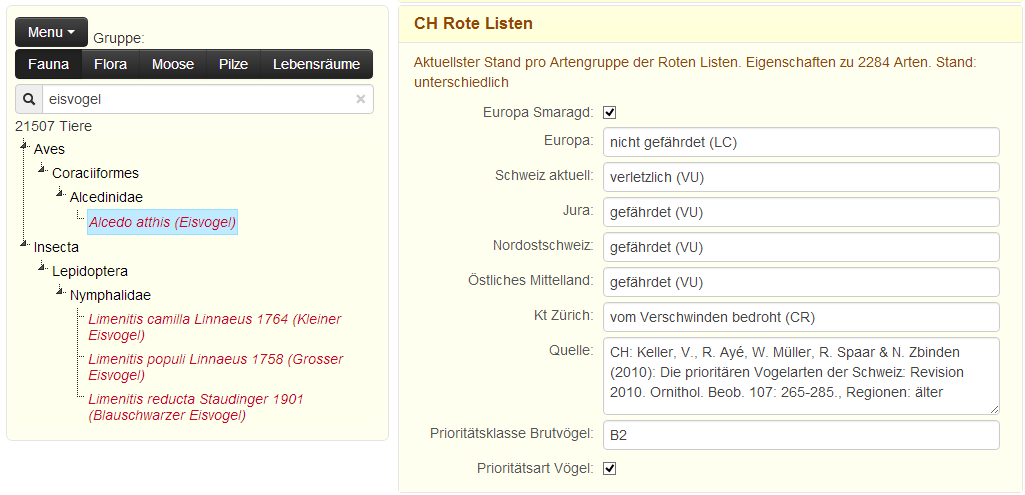 Menu
Gruppe:
Fauna Flora Moose Pilze Lebensräume
eisvogel
21507 Tiere
Aves
Coraciiformes
Alcedinidae
Alcedo atthis (Eisvogel)
Insecta
Lepidoptera
Nymphalidae
Limenitis camilla Linnaeus 1764 (Kleiner
Eisvogel)
Limenitis populi Linnaeus 1758 (Grosser
Eisvogel)
Limenitis reducta Staudinger 1901
(Blauschwarzer Eisvogel)
CH Rote Listen
Aktuellster Stand pro Artengruppe der Roten Listen. Eigenschaften zu 2284 Arten. Stand:
unterschiedlich
Europa Smaragd:
Europa: nicht gefährdet (LC)
Schweiz aktuell: verletzlich (VU)
Jura: gefährdet (VU)
Nordostschweiz: gefährdet (VU)
Östliches Mittelland: gefährdet (VU)
Kt Zürich: vom Verschwinden bedroht (CR)
Quelle: CH: Keller, V., R. Ayé, W. Müller, R. Spaar & N. Zbinden
(2010): Die prioritären Vogelarten der Schweiz: Revision
2010. Ornithol. Beob. 107: 265-285., Regionen: älter
Prioritätsklasse Brutvögel: B2
Prioritätsart Vögel: